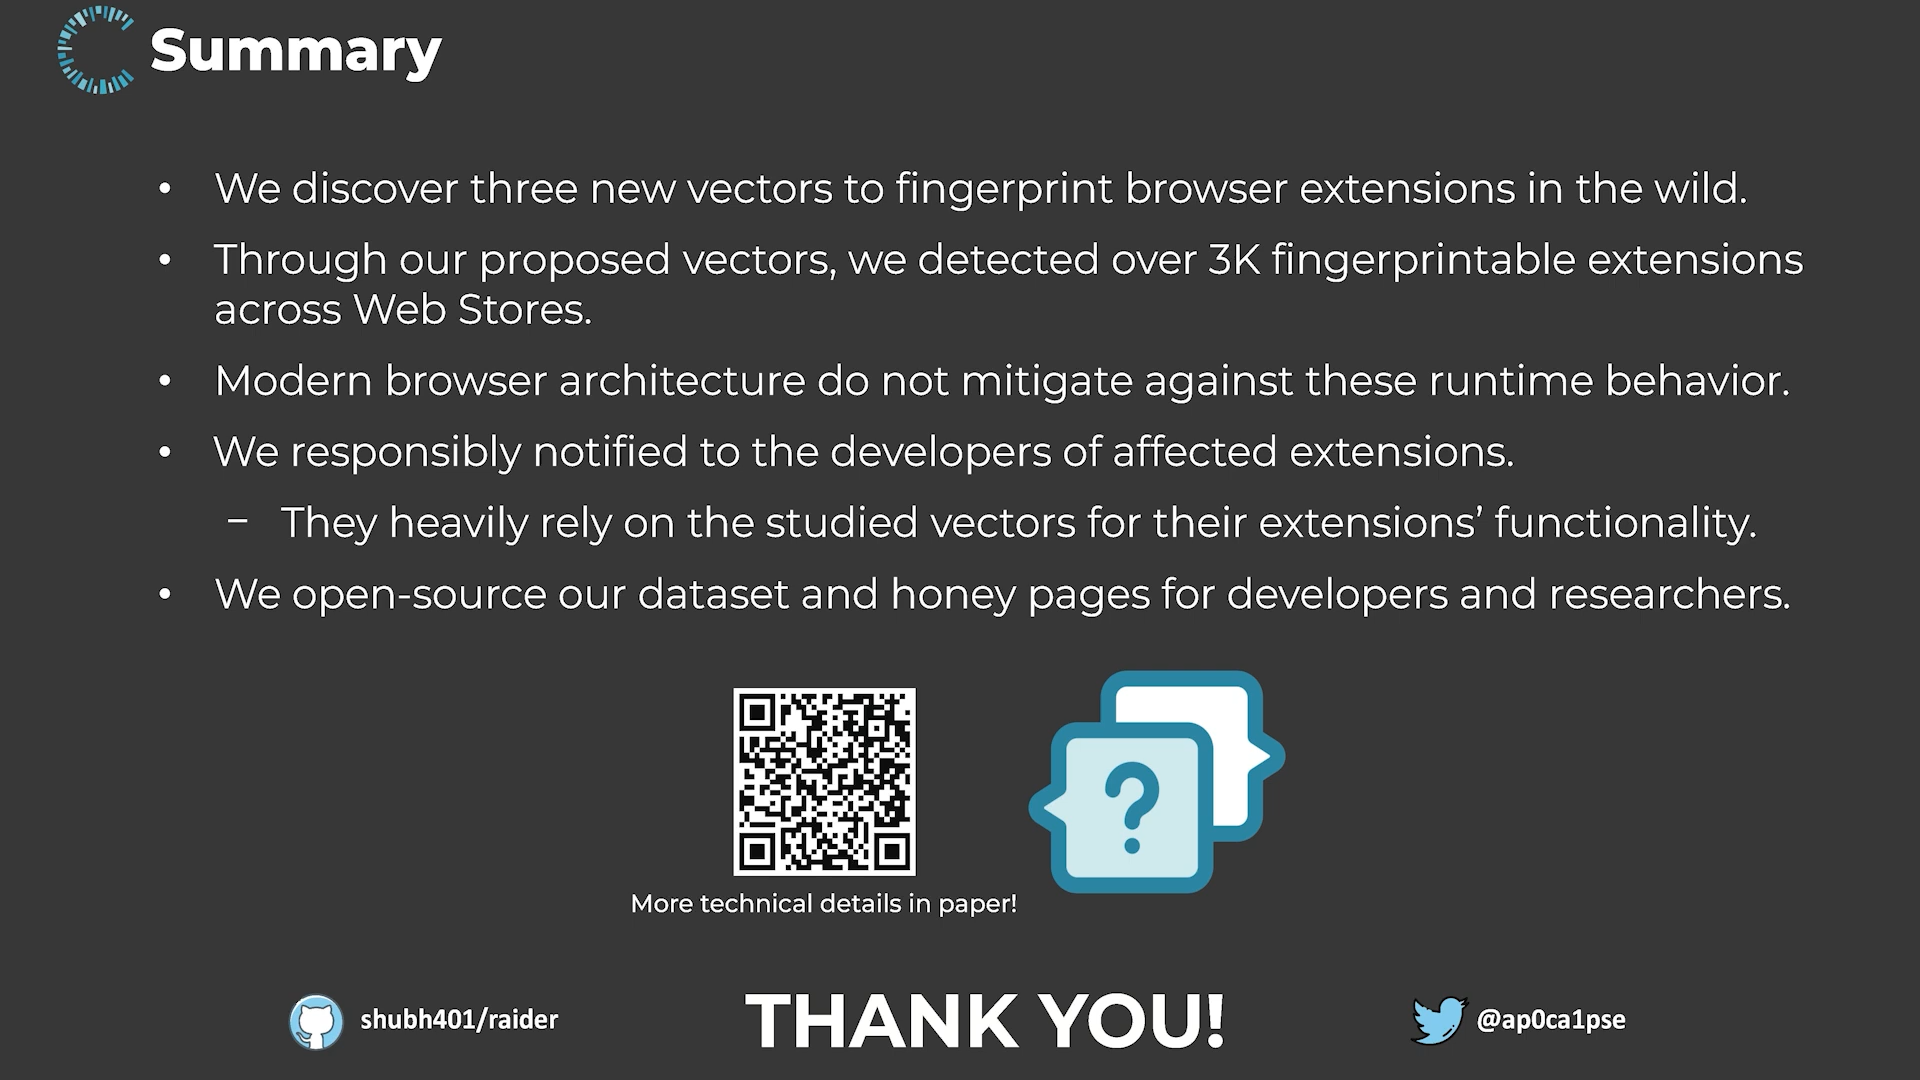 Summary
• We discover three new vectors to fingerprint browser extensions in the wild.
• Through our proposed vectors, we detected over 3K fingerprintable extensions
across Web Stores.
• Modern browser architecture do not mitigate against these runtime behavior.
• We responsibly notified to the developers of affected extensions.
– They heavily rely on the studied vectors for their extensions’ functionality.
• We open-source our dataset and honey pages for developers and researchers.
?
More technical details in paper!
shubh401/raider
THANK YOU!
@ap0ca1pse